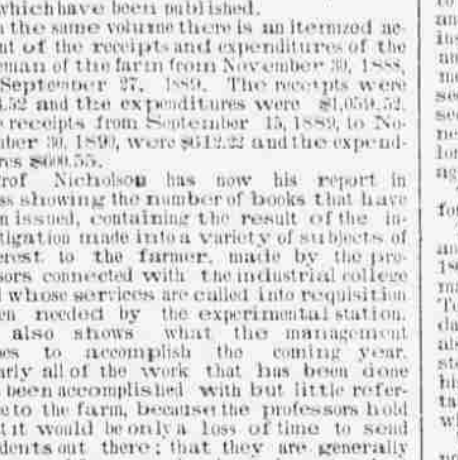 which have been published.
the same volume there is an itemized ac-
nt of the receipts and expenditures of the
eman of the farm from November 30, 1888,
September 27, 1889. The receipts were
.52 and the expenditures were $1,059.52.
receipts from September 15, 1889, to No-
ber 30, 1890, were $612.22 and the expend-
res $600.55.
rof Nicholson has now his report in
ss showing the number of books that have
n issued, containing the result of the in-
tigation made into a variety of subjects of
erest to the farmer, made by the pro-
sors connected with the industrial college
whose services are called into requisition
en needed by the experimental station.
also shows what the management
es to accomplish the coming year.
arly all of the work that has been done
been accomplished with but little refer-
e to the farm, because the professors hold
t it would be only a loss of time to send
dents out there; that they are generally